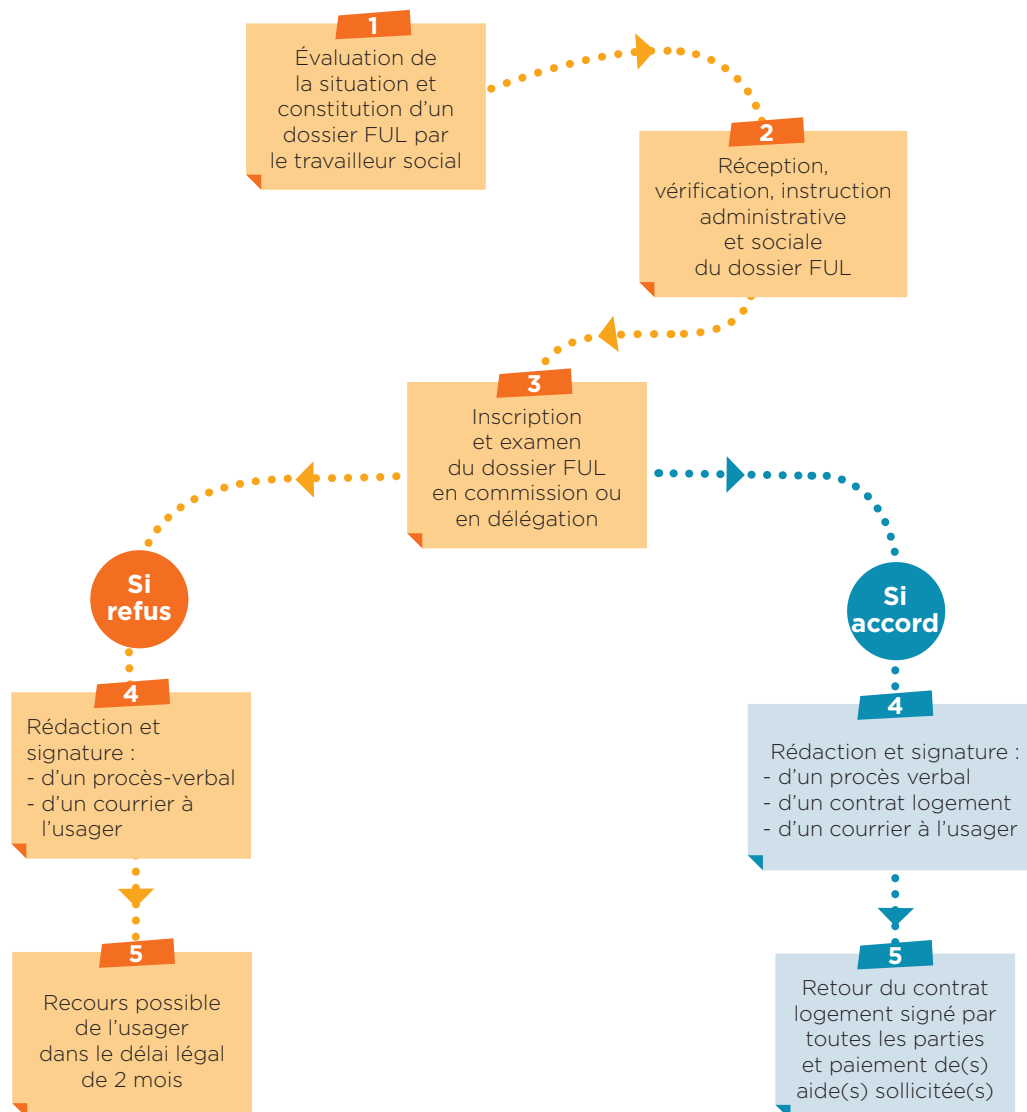 1
Évaluation de
la situation et
constitution d’un
dossier FUL par
le travailleur social
2
Réception,
vérification, instruction
administrative
et sociale
du dossier FUL
3
Inscription
et examen
du dossier FUL
en commission ou
en délégation
Si
refus
4
Rédaction et
signature :
- d’un procès-verbal
- d’un courrier à
l’usager
5
Recours possible
de l’usager
dans le délai légal
de 2 mois
Si
accord
4
Rédaction et signature :
- d’un procès verbal
- d’un contrat logement
- d’un courrier à l’usager
5
Retour du contrat
logement signé par
toutes les parties
et paiement de(s)
aide(s) sollicitée(s)